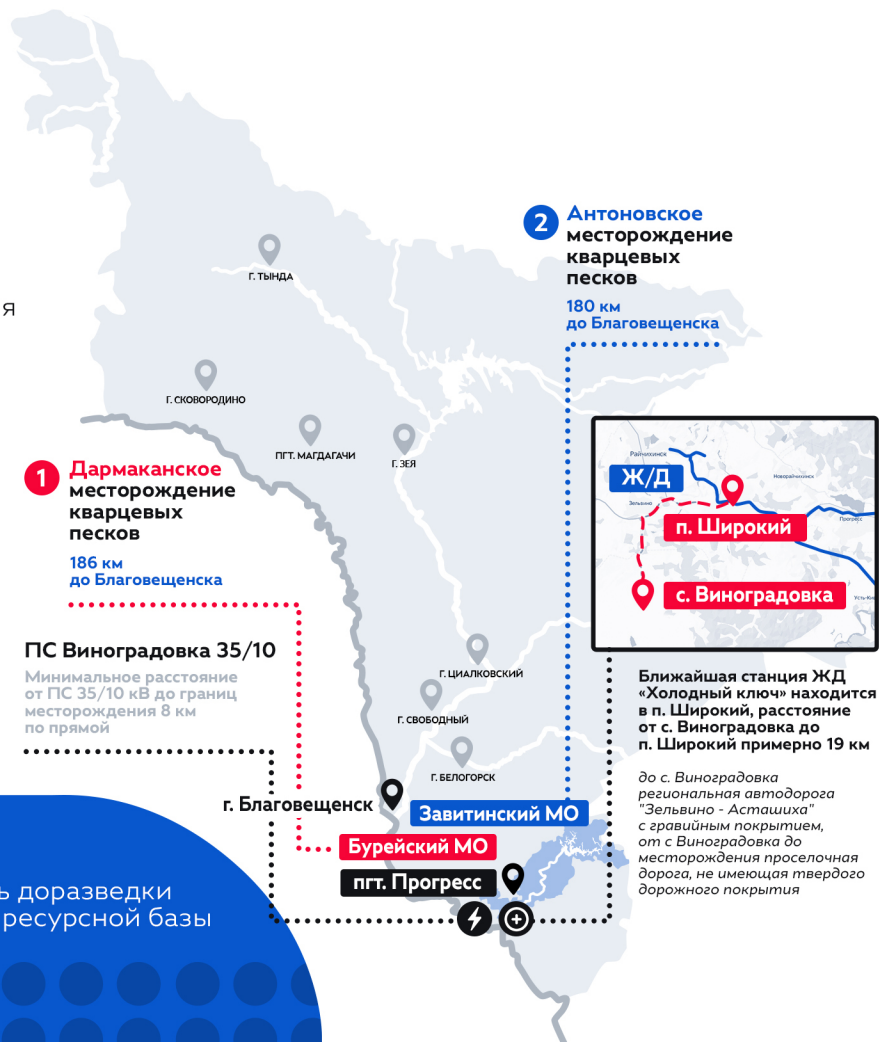 Я
Г. ТЫНДА
Г. СКОВОРОДИНО
ПГТ. МАГДАГАЧИ
Г. ЗЕЯ
2
Антоновское
месторождение
кварцевых
песков
180 км
до Благовещенска
1
Дармаканское
месторождение
кварцевых
песков
186 км
до Благовещенска
Райчихинск
Ж/Д
Новорайчихинск
Зельвино
Прогресс
п. Широкий
с. Виноградовка
ПС Виноградовка 35/10
Минимальное расстояние
от ПС 35/10 кВ до границ
месторождения 8 км
по прямой
Г. ЦИАЛКОВСКИЙ
Г. СВОБОДНЫЙ
Г. БЕЛОГОРСК
г. Благовещенск
Завитинский МО
Бурейский МО
пгт. Прогресс
Ближайшая станция ЖД
«Холодный ключ» находится
в п. Широкий, расстояние
от с. Виноградовка до
п. Широкий примерно 19 км
до с. Виноградовка
региональная автодорога
"Зельвино - Асташиха"
с гравийным покрытием,
от с Виноградовка до
месторождения проселочная
дорога, не имеющая твердого
дорожного покрытия
ь доразведки
ресурсной базы